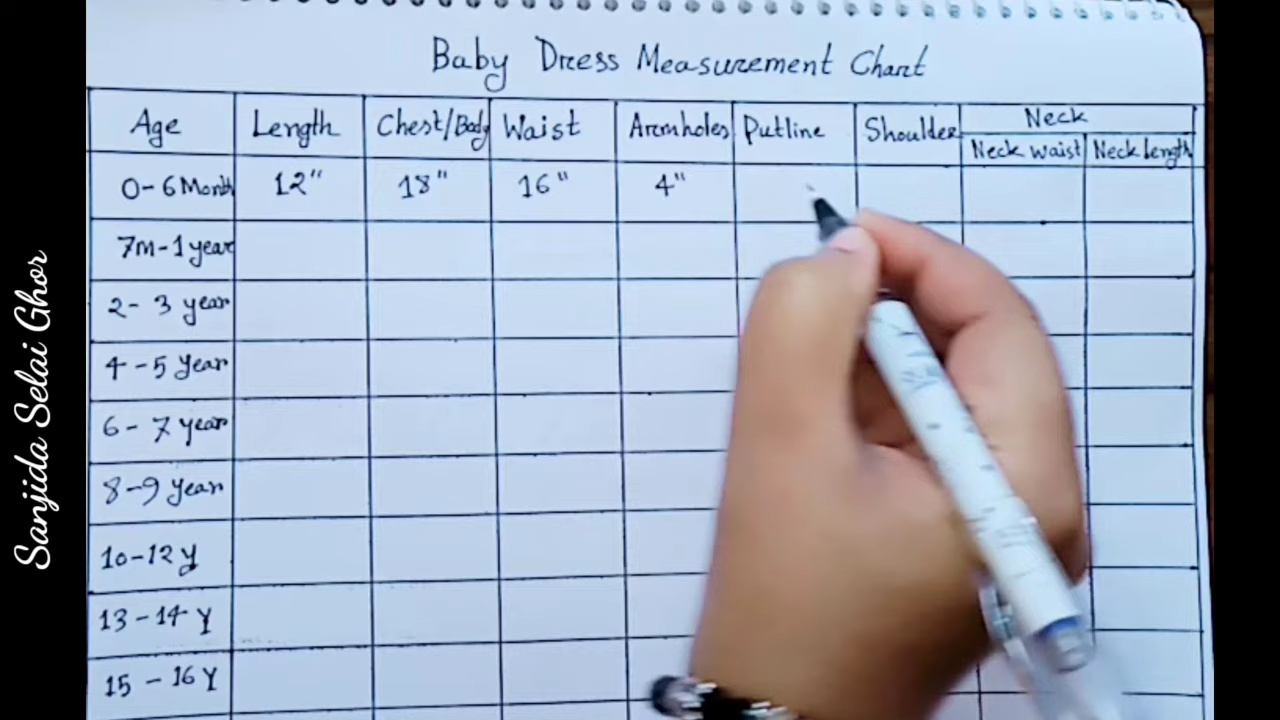 Baby Dress Measurement Chart
Age Length Chest/Body Waist Armholes Putline Shoulder Neck
Neck waist Neck length
0-6 Month 12" 18" 16" 4"
7m-1 year
2- 3 year
4-5 Year
6-7 year
8-9 Year
10-12 y
13-14 Y
15-16 Y
Sanjida Selai Ghor